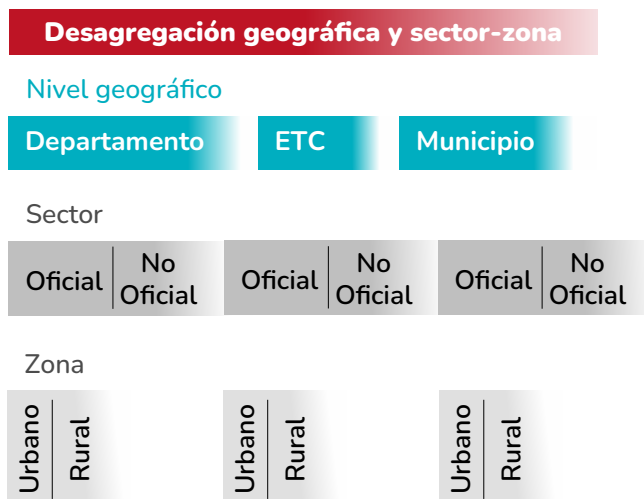 Desagregación geográfica y sector-zona
Nivel geográfico
Departamento ETC Municipio
Sector
Oficial No Oficial Oficial No Oficial Oficial No Oficial
Zona
Urbano Rural Urbano Rural Urbano Rural